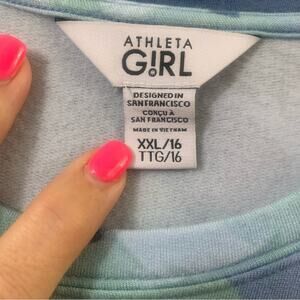 ATHLETA
GIRL
DESIGNED IN
SAN FRANCISCO
CONÇU À
SAN FRANCISCO
MADE IN VIETNAM
XXL/16
TTG/16